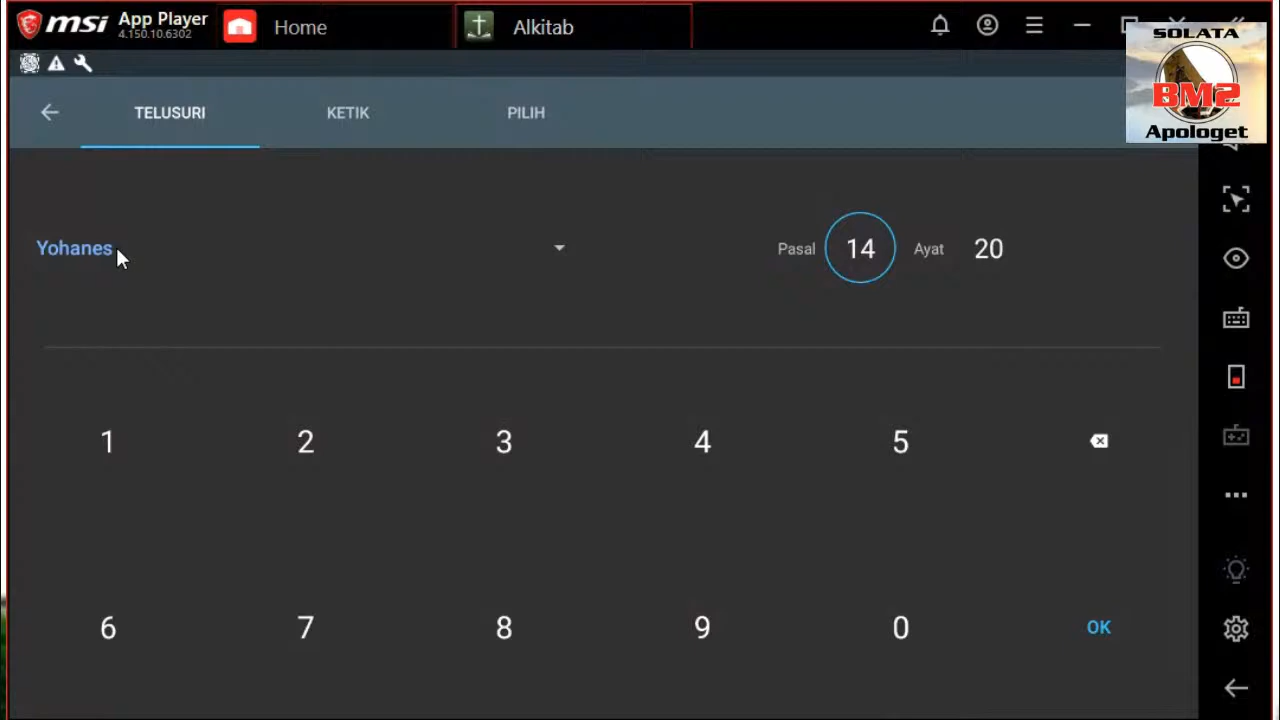 msi App Player
4.150.10.6302
Home
Alkitab
SOLATA
BM2
Apologet
TELUSURI
KETIK
PILIH
Yohanes
Pasal 14 Ayat 20
1 2 3 4 5
6 7 8 9 0 OK